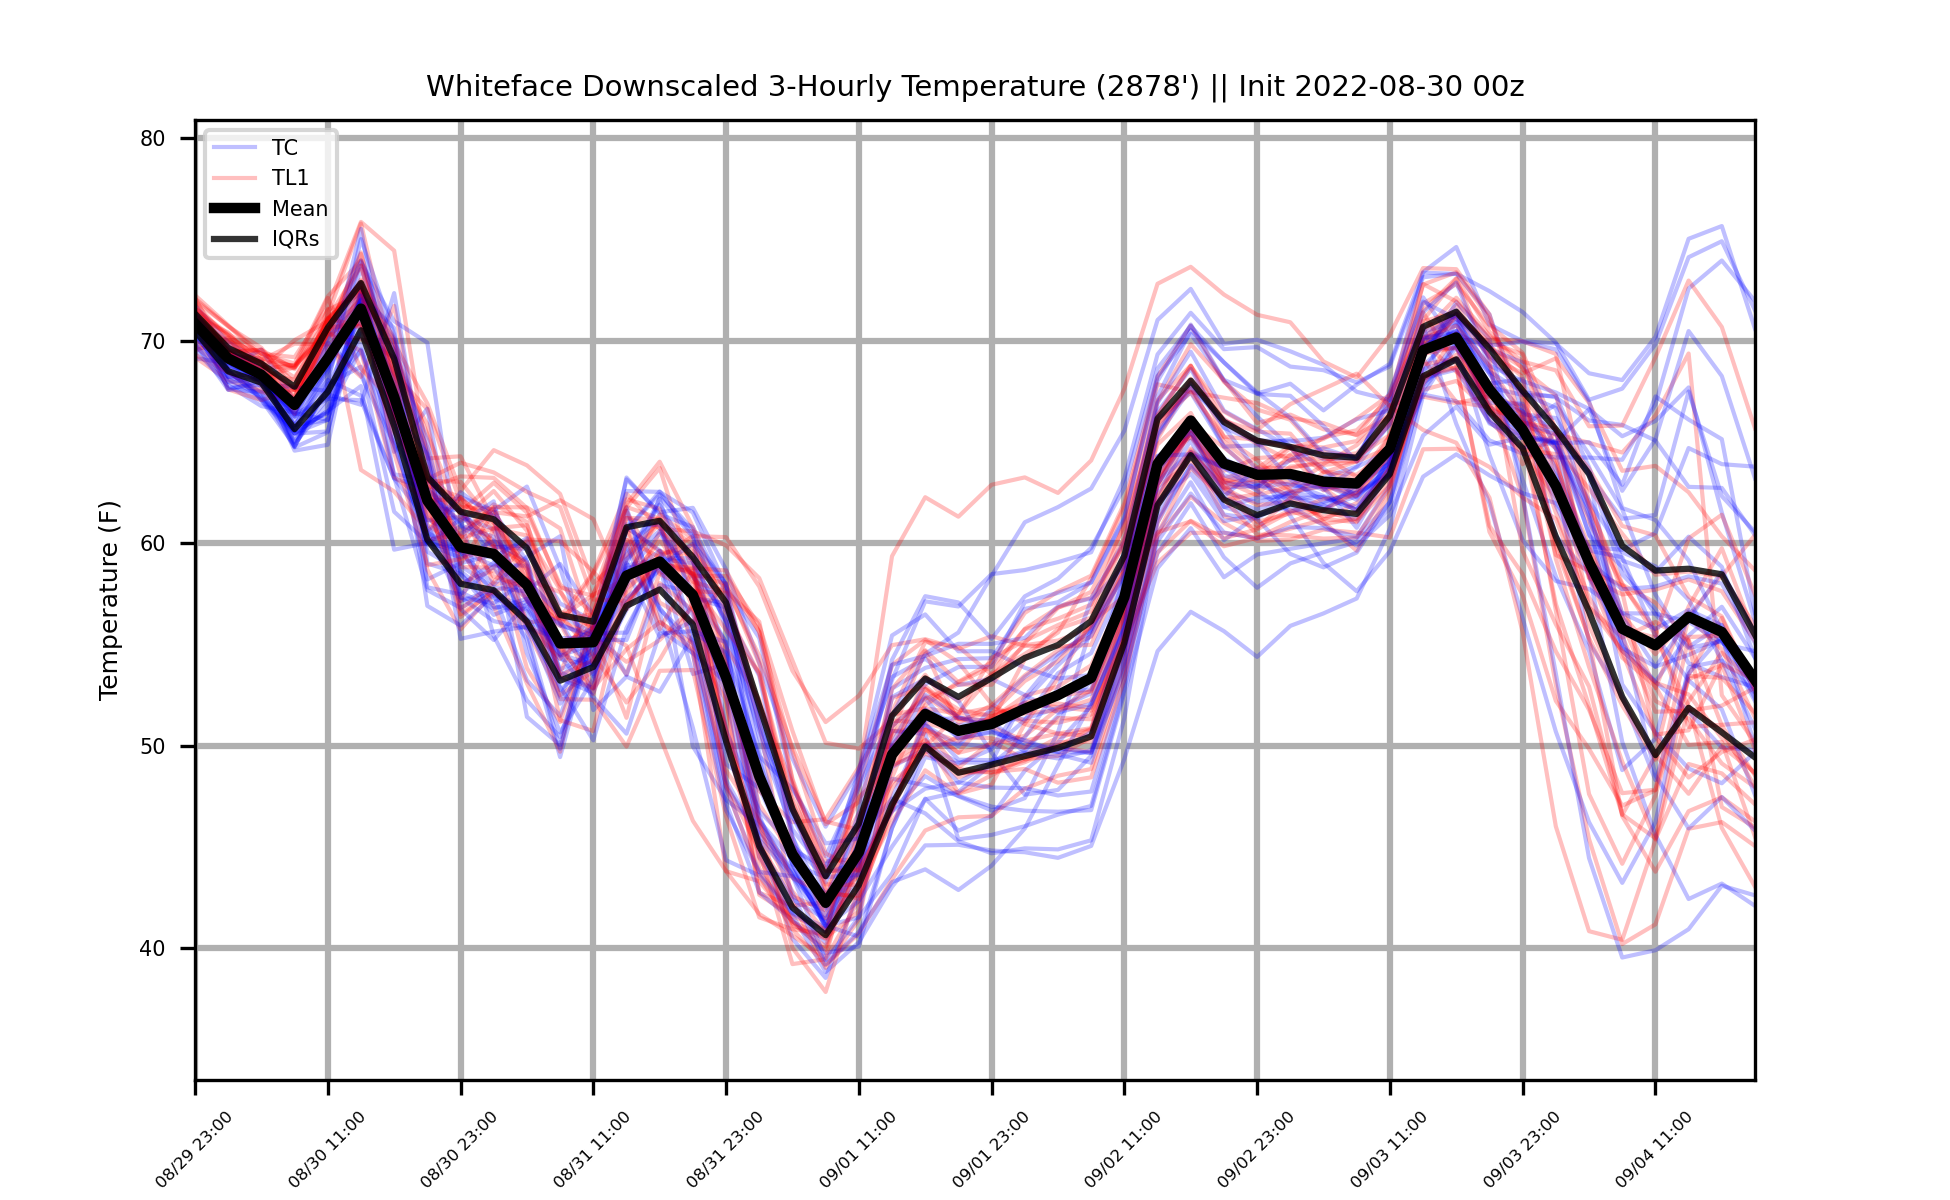 Whiteface Downscaled 3-Hourly Temperature (2878') || Init 2022-08-30 00z
TC
TL1
Mean
IQRs
Temperature (F)
80
70
60
50
40
08/29 23:00
08/30 11:00
08/30 23:00
08/31 11:00
08/31 23:00
09/01 11:00
09/01 23:00
09/02 11:00
09/02 23:00
09/03 11:00
09/03 23:00
09/04 11:00